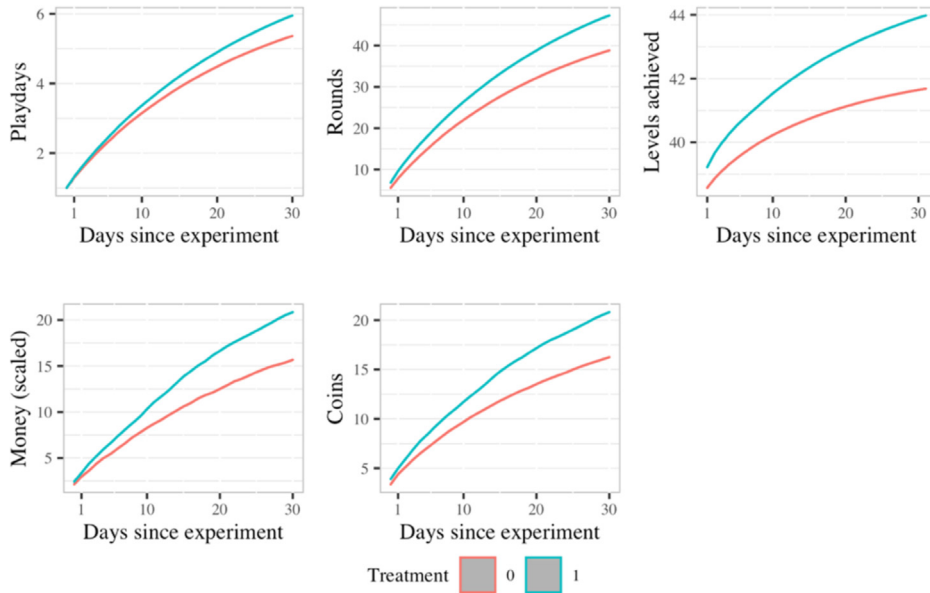 Playdays
6
4
2
1 10 20 30
Days since experiment
Rounds
40
30
20
10
1 10 20 30
Days since experiment
Levels achieved
44
42
40
1 10 20 30
Days since experiment
Money (scaled)
20
15
10
5
1 10 20 30
Days since experiment
Coins
20
15
10
5
1 10 20 30
Days since experiment
Treatment 0 1